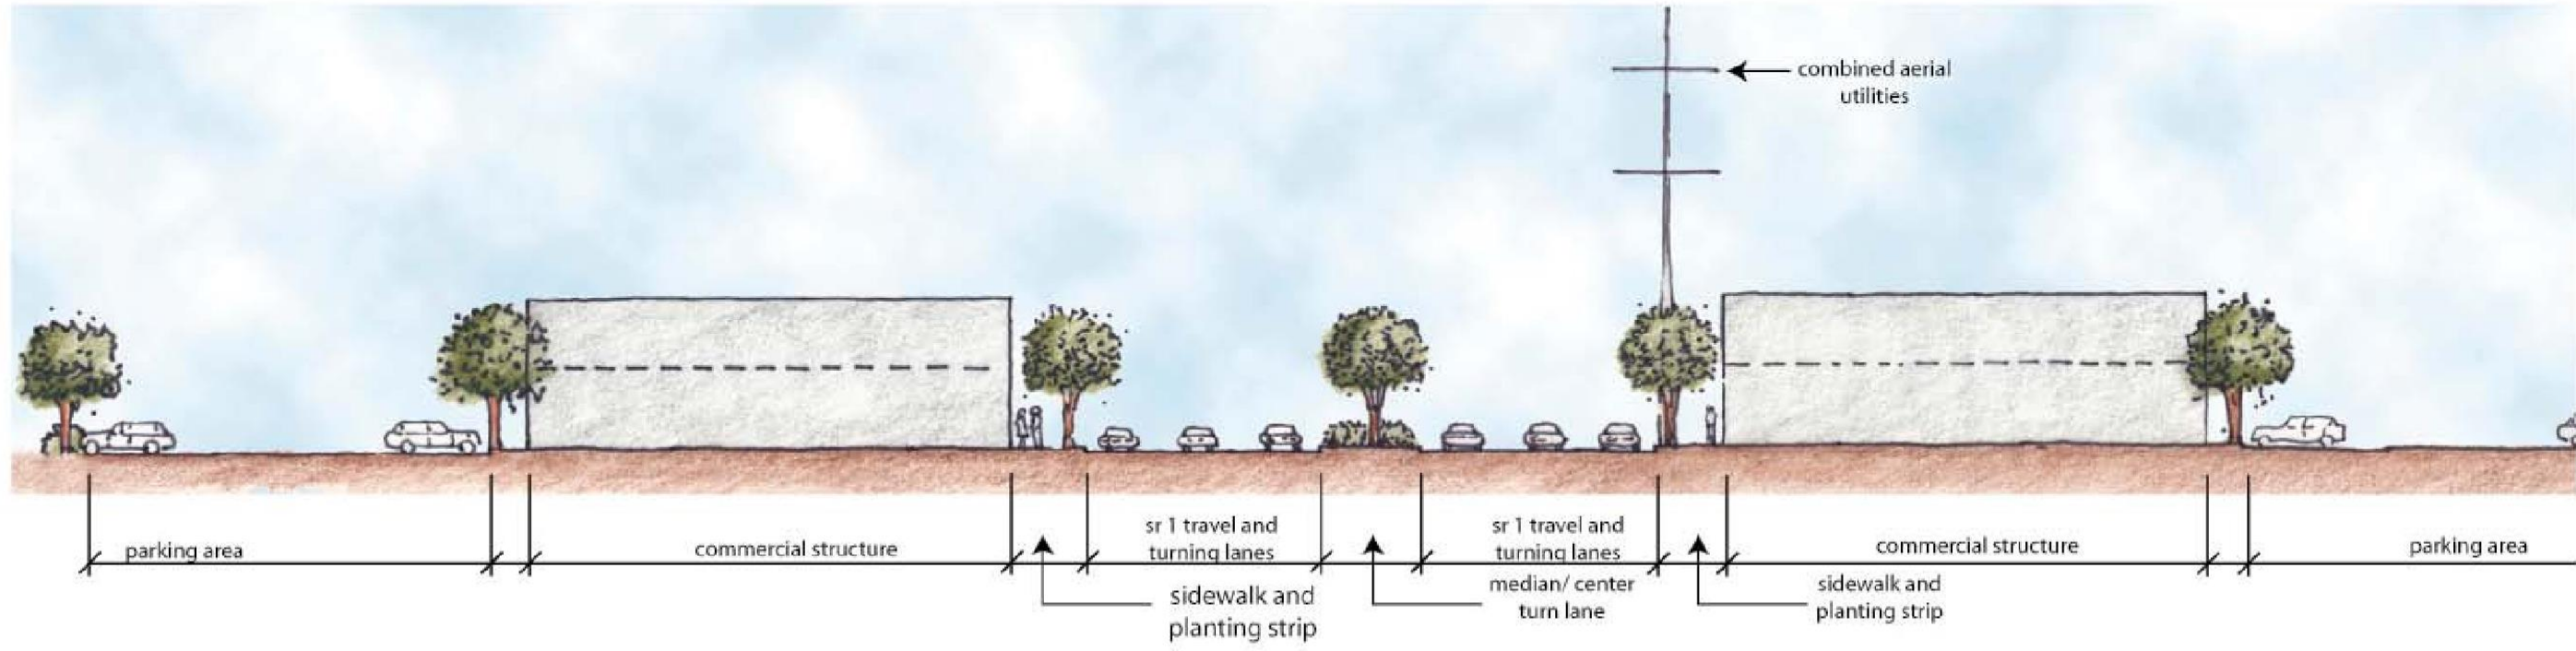 combined aerial
utilities
parking area
commercial structure
sr 1 travel and
turning lanes
sr 1 travel and
turning lanes
commercial structure
parking area
sidewalk and
planting strip
median/ center
turn lane
sidewalk and
planting strip